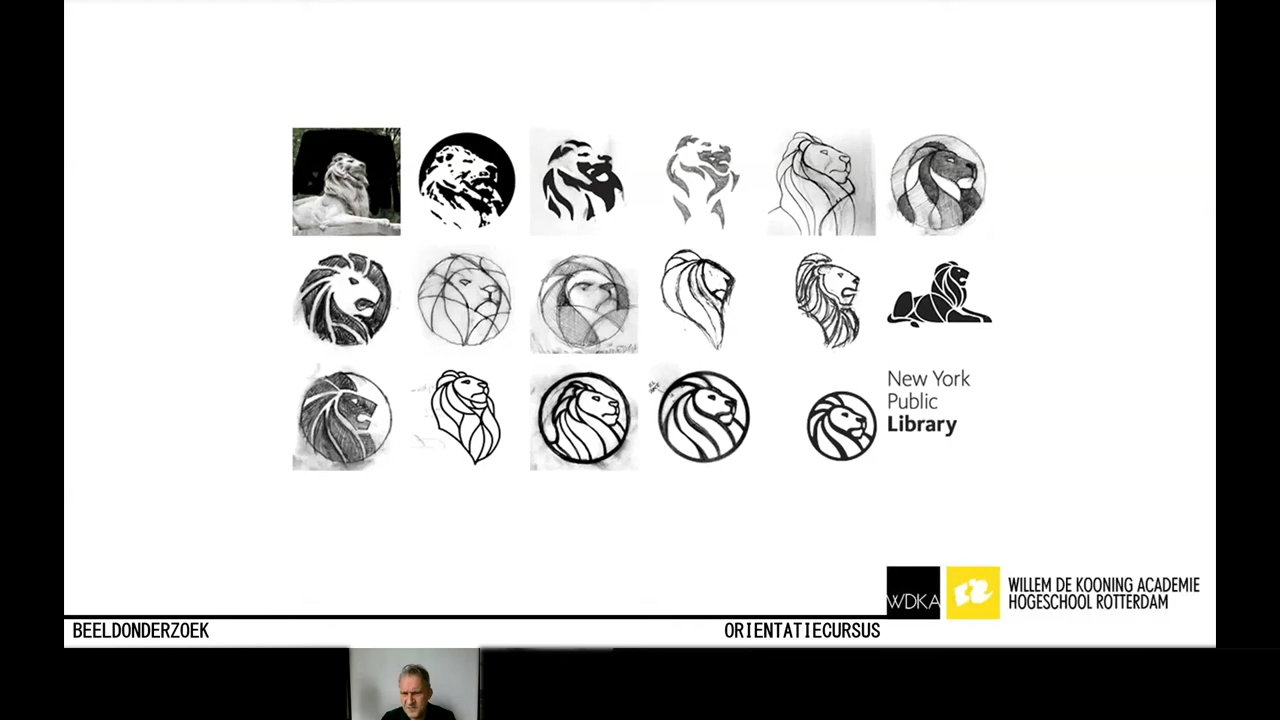 New York
Public
Library
WDKA
WILLEM DE KOONING ACADEMIE
HOGESCHOOL ROTTERDAM
BEELDONDERZOEK
ORIENTATIECURSUS